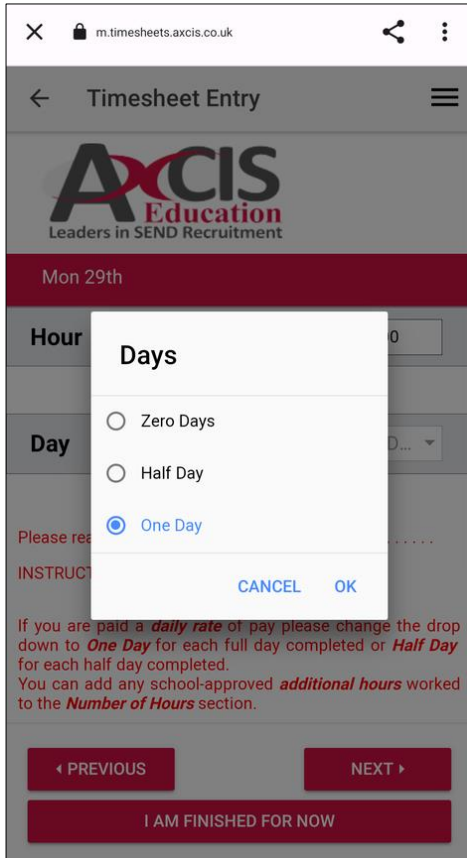 m.timesheets.axcis.co.uk
Timesheet Entry
AXCIS
Education
Leaders in SEND Recruitment
Mon 29th
Hour
Days
Zero Days
Day
Half Day
One Day
Please
INSTRUCT
CANCEL OK
If you are paid a daily rate of pay please change the drop
down to One Day for each full day completed or Half Day
for each half day completed.
You can add any school-approved additional hours worked
to the Number of Hours section.
PREVIOUS NEXT
I AM FINISHED FOR NOW